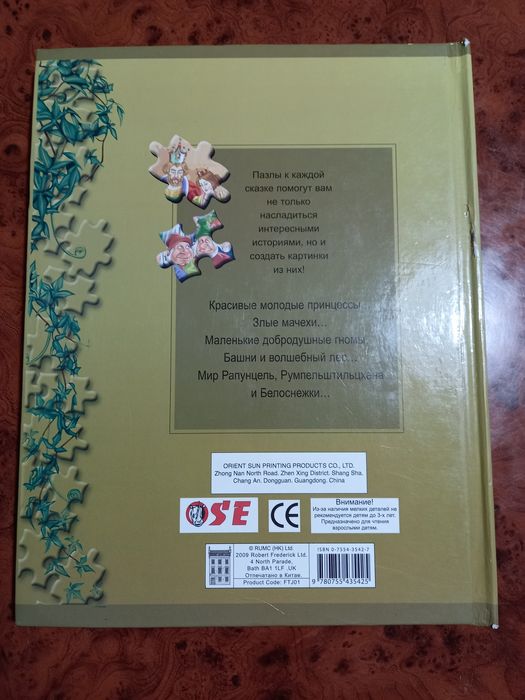 Пазлы к каждой
сказке помогут вам
не только
насладиться
интересными
историями, но и
создать картинки
из них!
Красивые молодые принцессы...
Злые мачехи...
Маленькие добродушные гномы...
Башни и волшебный лес...
Мир Рапунцель, Румпельштильцхена
и Белоснежки...
ORIENT SUN PRINTING PRODUCTS CO., LTD.
Zhong Nan North Road. Zhen Xing District. Shang Sha.
Chang An. Dongguan. Guangdong. China
OSE
CE
Внимание!
Из-за наличия мелких деталей не
рекомендуется детям до 3-х лет.
Предназначено для чтения
взрослыми детям.
© RUMC (HK) Ltd.
2009 Robert Frederick Ltd.
4 North Parade,
Bath BA1 1LF .UK
Отпечатано в Китае.
Product Code: FTJ01
ISBN 0-7554-3542-7
9 780755 435425